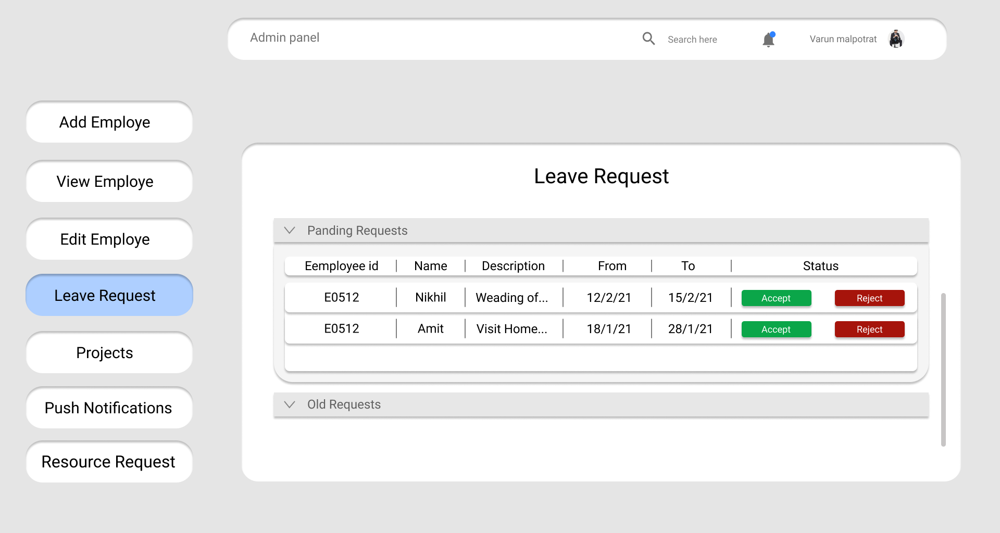 Admin panel
Search here
Varun malpotrat
Add Employe
View Employe
Edit Employe
Leave Request
Projects
Push Notifications
Resource Request
Leave Request
Panding Requests
Eemployee id | Name | Description | From | To | Status
E0512 | Nikhil | Weading of... | 12/2/21 | 15/2/21 | Accept Reject
E0512 | Amit | Visit Home... | 18/1/21 | 28/1/21 | Accept Reject
Old Requests